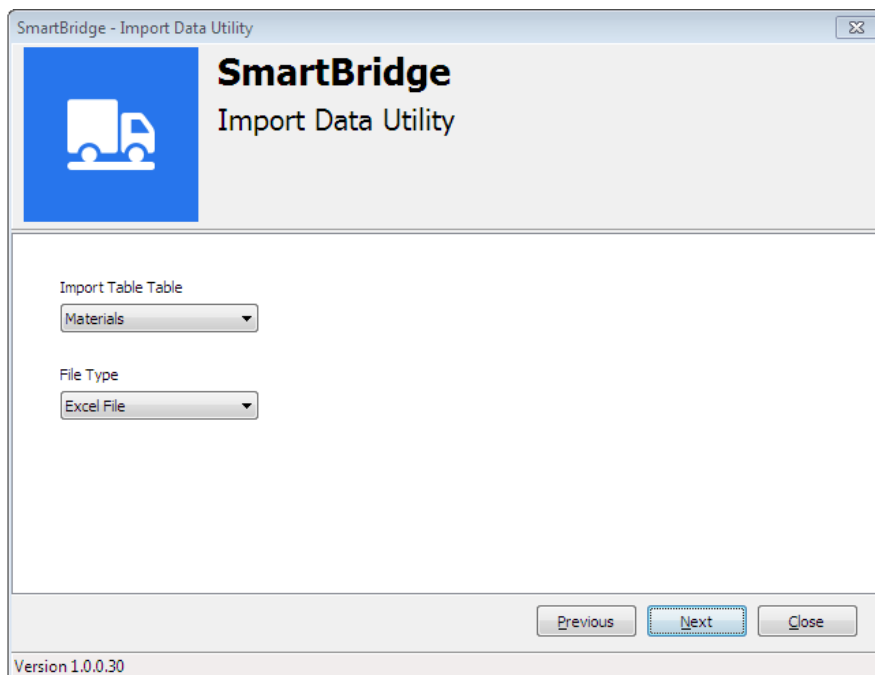 SmartBridge - Import Data Utility
SmartBridge
Import Data Utility
Import Table Table
Materials
File Type
Excel File
Previous Next Close
Version 1.0.0.30